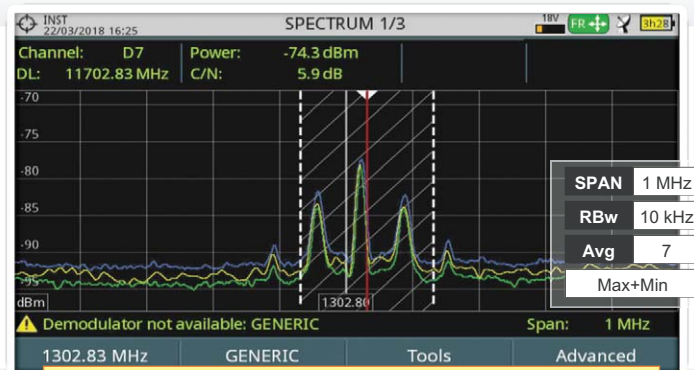 INST
22/03/2018 16:25
SPECTRUM 1/3
18V
FR
3h28
Channel: D7
Power: -74.3 dBm
DL: 11702.83 MHz
C/N: 5.9 dB
-70
-75
-80
-85
-90
-95
dBm
1302.80
SPAN 1 MHz
RBw 10 kHz
Avg 7
Max+Min
Demodulator not available: GENERIC
Span: 1 MHz
1302.83 MHz
GENERIC
Tools
Advanced